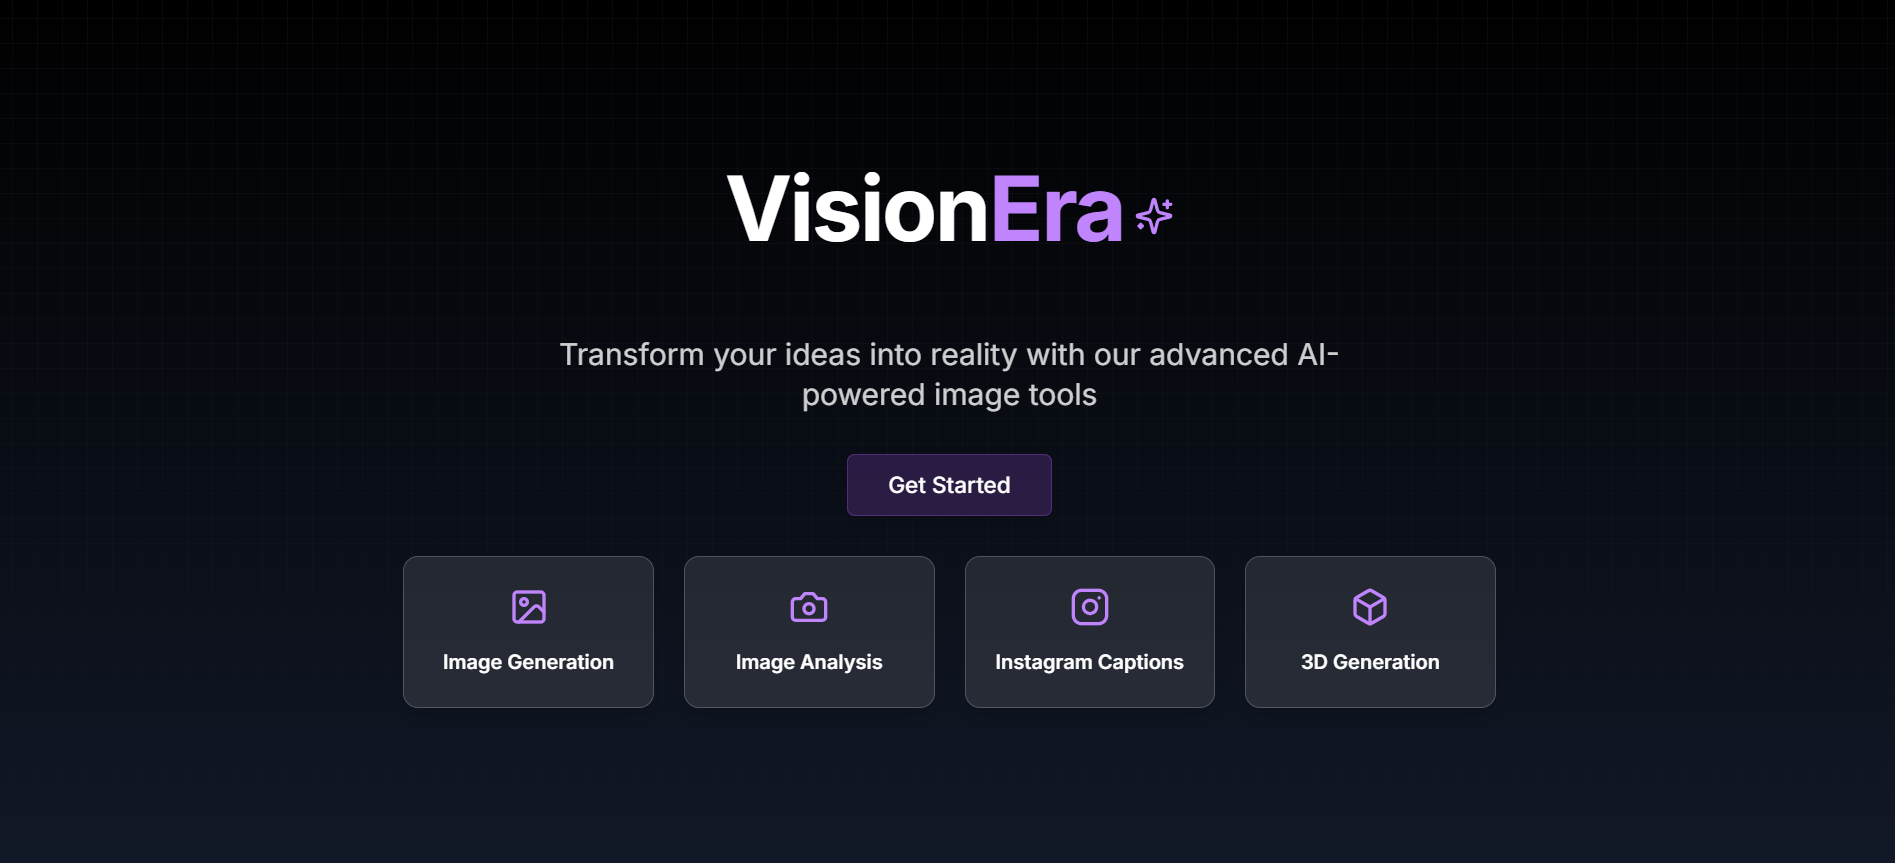 VisionEra
Transform your ideas into reality with our advanced AI-
powered image tools
Get Started
Image Generation
Image Analysis
Instagram Captions
3D Generation